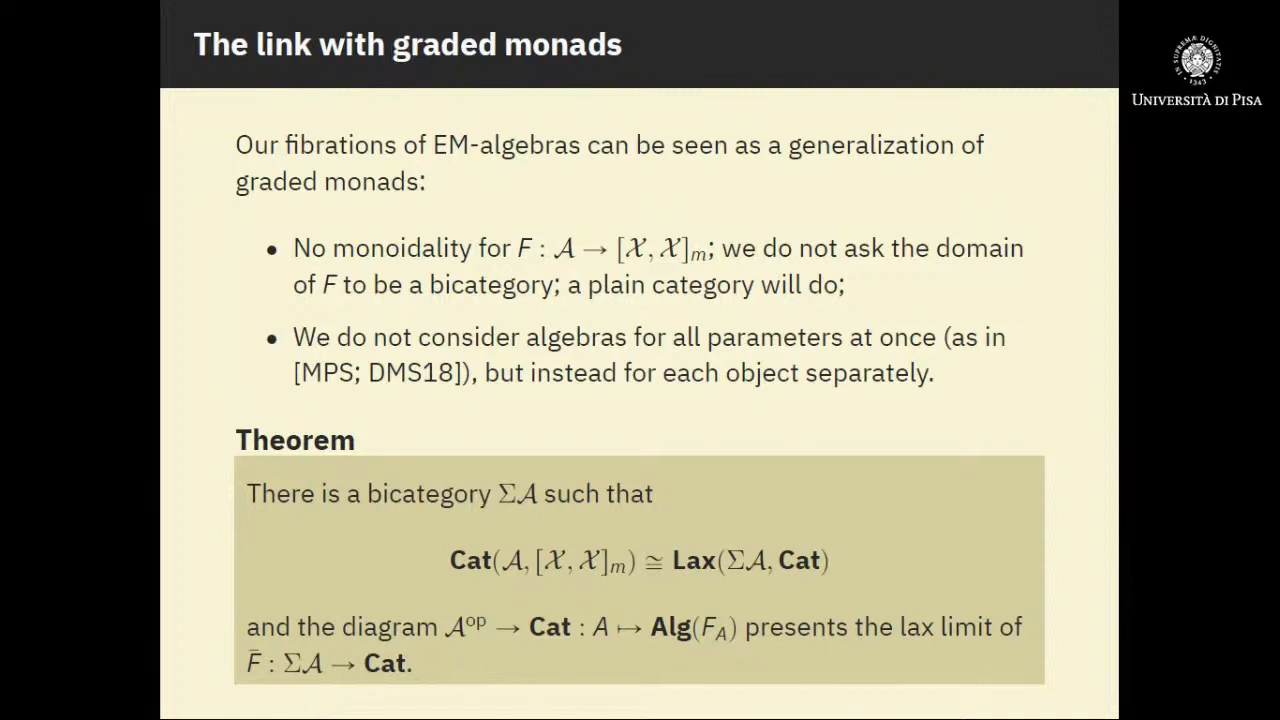 The link with graded monads
IN SUPREMÆ DIGNITATIS
1343
UNIVERSITÀ DI PISA
Our fibrations of EM-algebras can be seen as a generalization of
graded monads:
• No monoidality for F : 𝒜 → [𝒳, 𝒳]ₘ; we do not ask the domain
of F to be a bicategory; a plain category will do;
• We do not consider algebras for all parameters at once (as in
[MPS; DMS18]), but instead for each object separately.
Theorem
There is a bicategory Σ𝒜 such that
Cat(𝒜, [𝒳, 𝒳]ₘ) ≅ Lax(Σ𝒜, Cat)
and the diagram 𝒜ᵒᵖ → Cat : A ↦ Alg(F_A) presents the lax limit of
F̄ : Σ𝒜 → Cat.